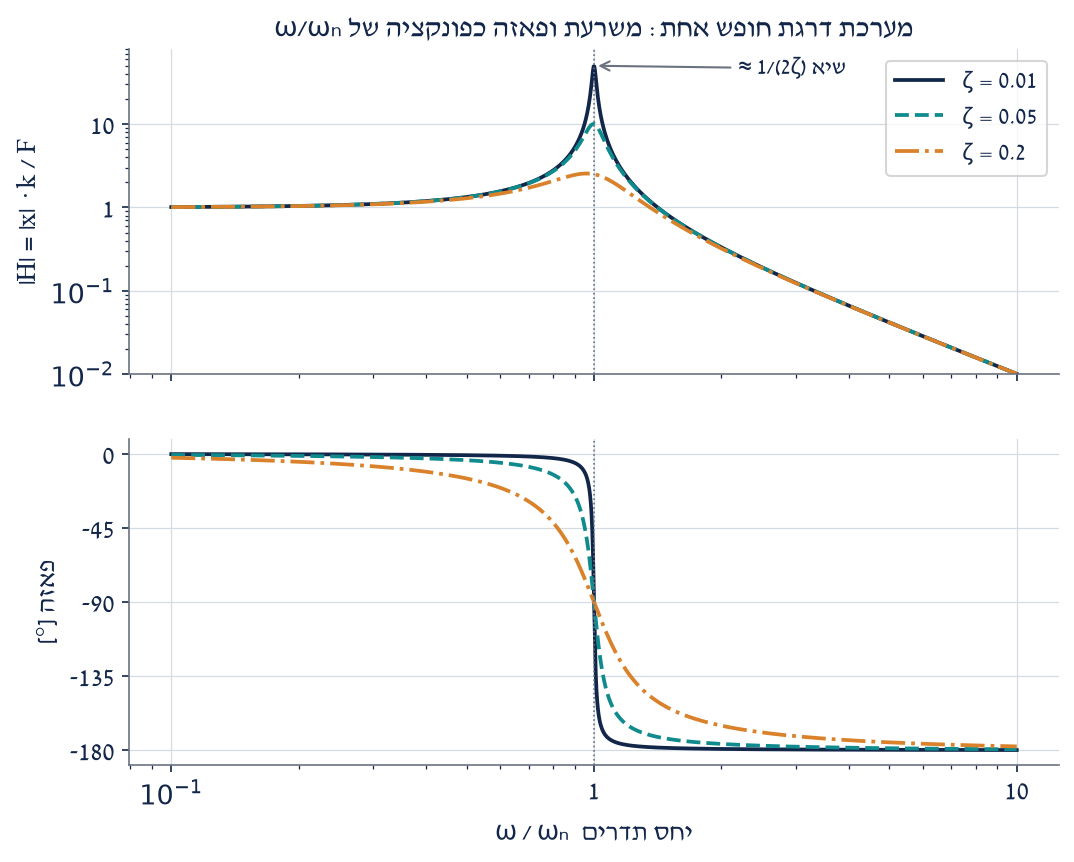 מערכת דרגת חופש אחת: משרעת ופאזה כפונקציה של ω/ωₙ
שיא ≈ 1/(2ζ)
ζ = 0.01
ζ = 0.05
ζ = 0.2
|H| = |x| · k / F
10
1
10⁻¹
10⁻²
פאזה [°]
0
-45
-90
-135
-180
10⁻¹
1
10
יחס תדרים ω / ωₙ